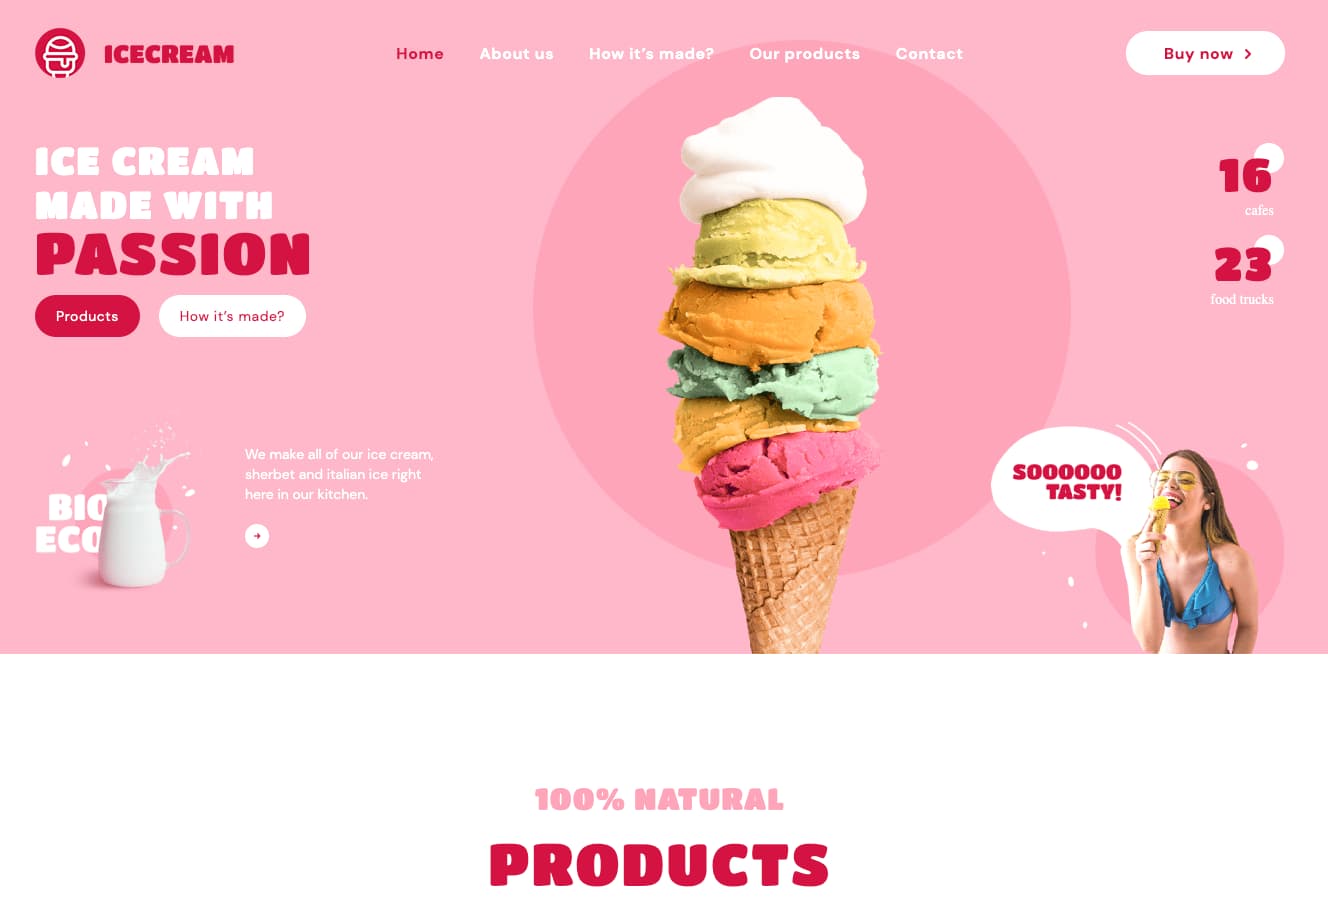 ICECREAM
Home
About us
How it’s made?
Our products
Contact
Buy now
ICE CREAM
MADE WITH
PASSION
Products
How it’s made?
16
cafes
23
food trucks
BIO
ECO
We make all of our ice cream,
sherbet and italian ice right
here in our kitchen.
SOOOOOO
TASTY!
100% NATURAL
PRODUCTS